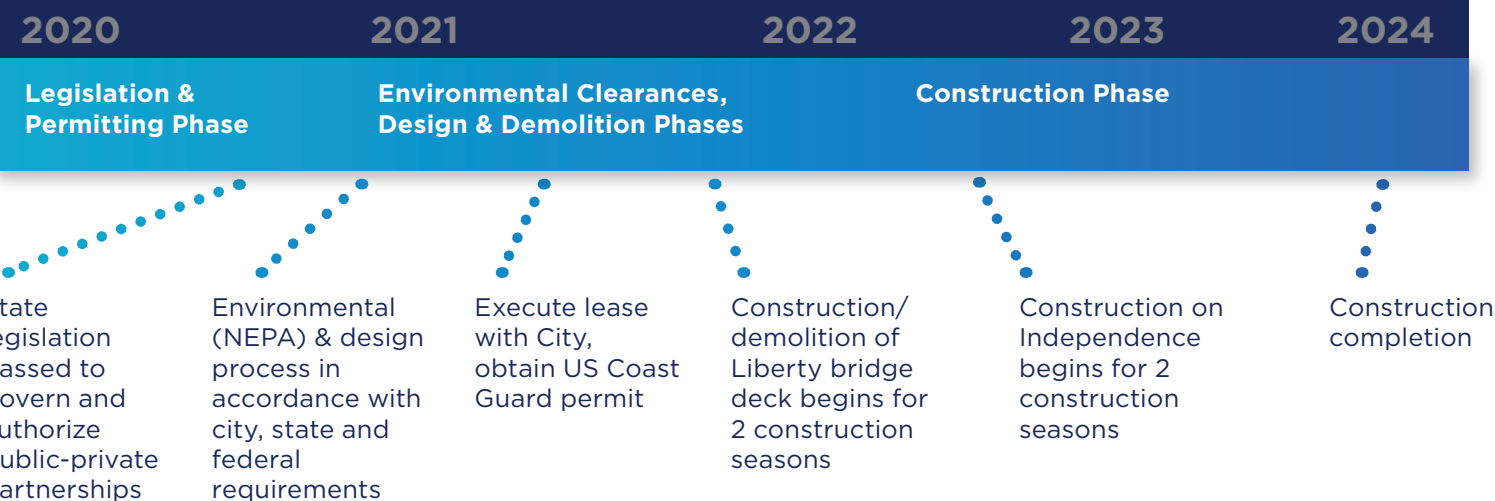 2020 2021 2022 2023 2024
Legislation &
Permitting Phase
Environmental Clearances,
Design & Demolition Phases
Construction Phase
tate
egislation
assed to
overn and
uthorize
ublic-private
artnerships
Environmental
(NEPA) & design
process in
accordance with
city, state and
federal
requirements
Execute lease
with City,
obtain US Coast
Guard permit
Construction/
demolition of
Liberty bridge
deck begins for
2 construction
seasons
Construction on
Independence
begins for 2
construction
seasons
Construction
completion